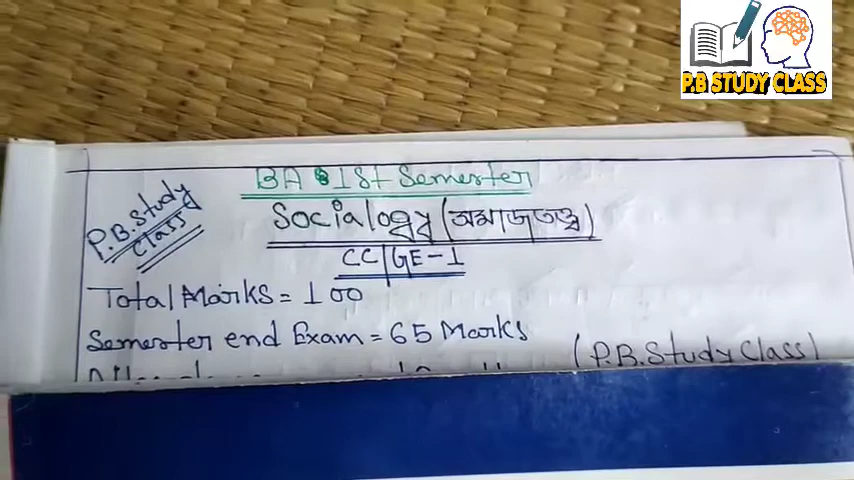 P.B STUDY CLASS
BA 1st Semester
P.B. Study
Class
Socialogy (সমাজতত্ত্ব)
CC/GE-1
Total Marks = 100
Semester end Exam = 65 Marks
(P.B. Study Class)